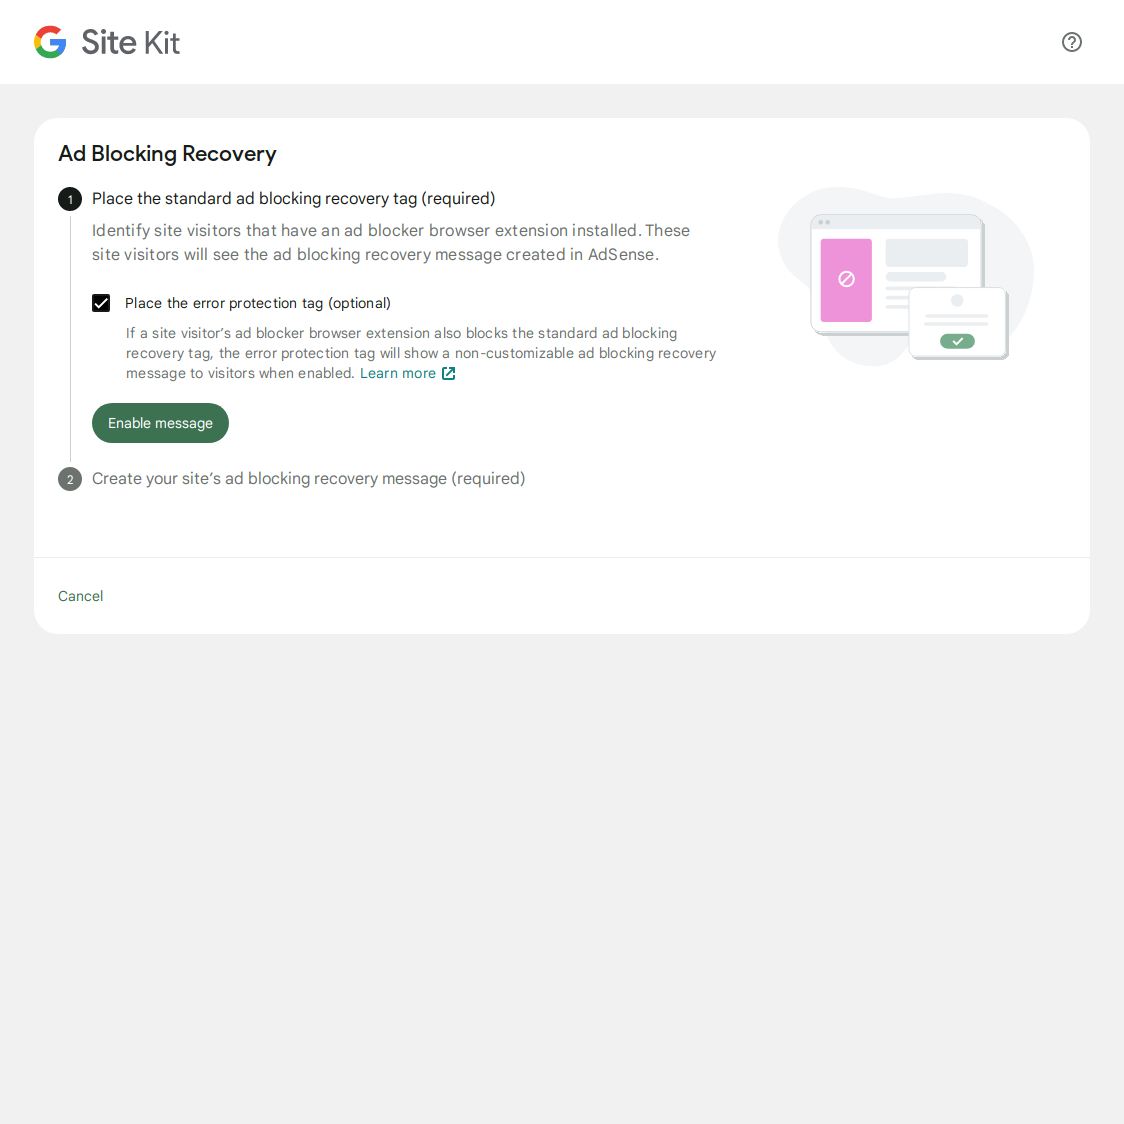 Site Kit
Ad Blocking Recovery
1 Place the standard ad blocking recovery tag (required)
Identify site visitors that have an ad blocker browser extension installed. These
site visitors will see the ad blocking recovery message created in AdSense.
Place the error protection tag (optional)
If a site visitor’s ad blocker browser extension also blocks the standard ad blocking
recovery tag, the error protection tag will show a non-customizable ad blocking recovery
message to visitors when enabled. Learn more
Enable message
2 Create your site’s ad blocking recovery message (required)
Cancel